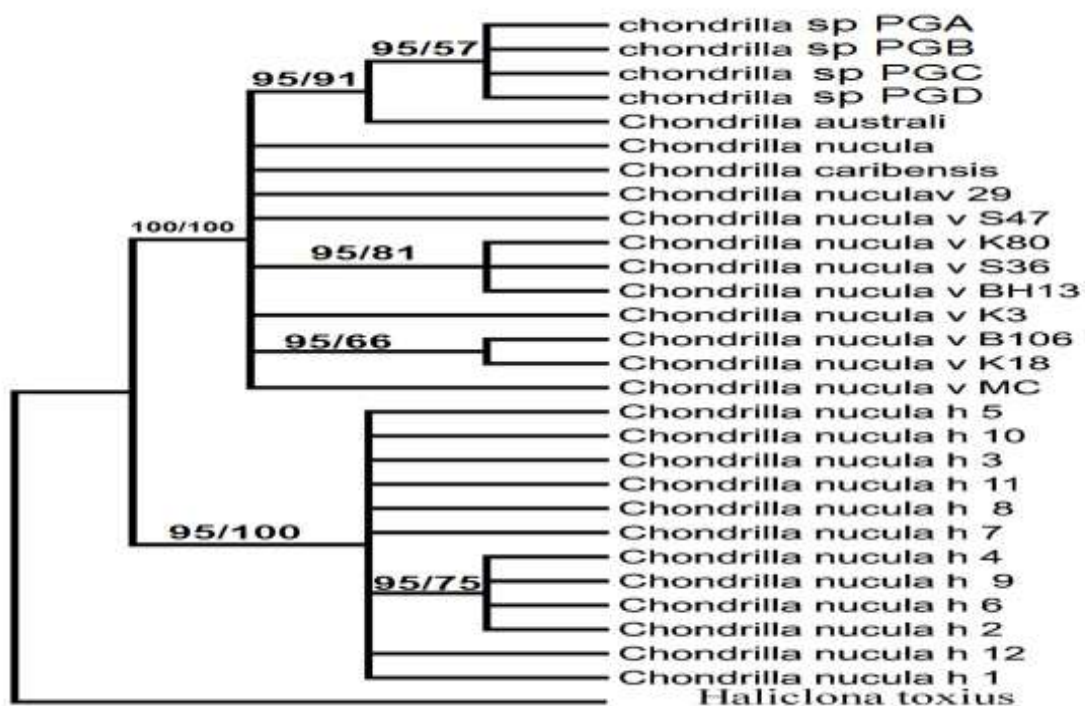 chondrilla sp PGA
95/57
chondrilla sp PGB
chondrilla sp PGC
95/91
chondrilla sp PGD
Chondrilla australi
Chondrilla nucula
Chondrilla caribensis
Chondrilla nuculav 29
Chondrilla nucula v S47
100/100
Chondrilla nucula v K80
95/81
Chondrilla nucula v S36
Chondrilla nucula v BH13
Chondrilla nucula v K3
95/66
Chondrilla nucula v B106
Chondrilla nucula v K18
Chondrilla nucula v MC
Chondrilla nucula h 5
Chondrilla nucula h 10
Chondrilla nucula h 3
Chondrilla nucula h 11
Chondrilla nucula h 8
95/100
Chondrilla nucula h 7
Chondrilla nucula h 4
95/75
Chondrilla nucula h 9
Chondrilla nucula h 6
Chondrilla nucula h 2
Chondrilla nucula h 12
Chondrilla nucula h 1
Haliclona toxius